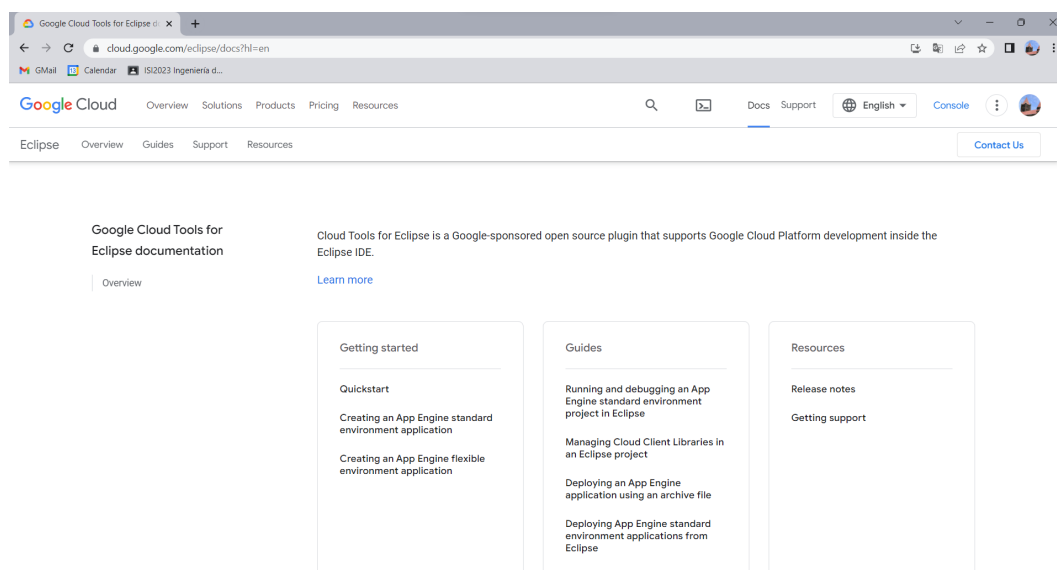 Google Cloud Tools for Eclipse d
cloud.google.com/eclipse/docs?hl=en
GMail Calendar ISI2023 Ingeniería d...
Google Cloud Overview Solutions Products Pricing Resources Docs Support English Console
Eclipse Overview Guides Support Resources Contact Us
Google Cloud Tools for
Eclipse documentation
Overview
Cloud Tools for Eclipse is a Google-sponsored open source plugin that supports Google Cloud Platform development inside the
Eclipse IDE.
Learn more
Getting started
Quickstart
Creating an App Engine standard
environment application
Creating an App Engine flexible
environment application
Guides
Running and debugging an App
Engine standard environment
project in Eclipse
Managing Cloud Client Libraries in
an Eclipse project
Deploying an App Engine
application using an archive file
Deploying App Engine standard
environment applications from
Eclipse
Resources
Release notes
Getting support